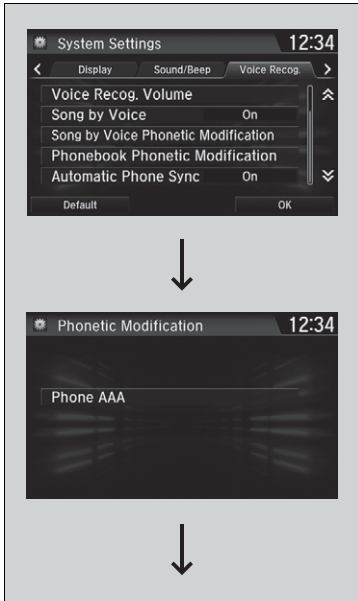 System Settings 12:34
Display Sound/Beep Voice Recog.
Voice Recog. Volume
Song by Voice On
Song by Voice Phonetic Modification
Phonebook Phonetic Modification
Automatic Phone Sync On
Default OK
Phonetic Modification 12:34
Phone AAA